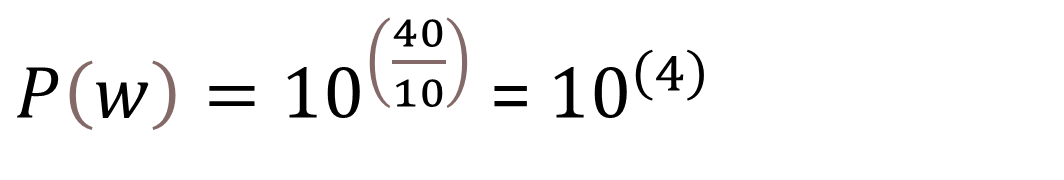 P(w) = 10^(40/10) = 10^(4)